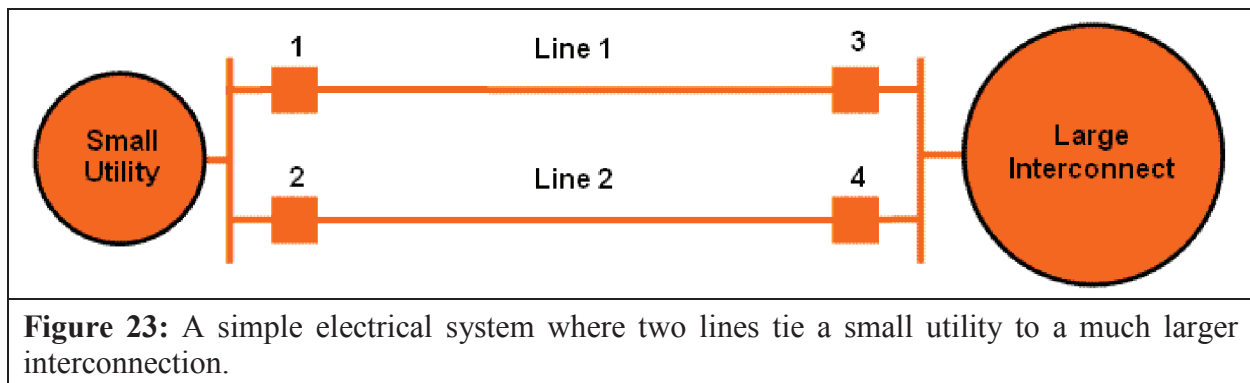 1
Line 1
3
Small
Utility
Large
Interconnect
2
Line 2
4
Figure 23: A simple electrical system where two lines tie a small utility to a much larger
interconnection.